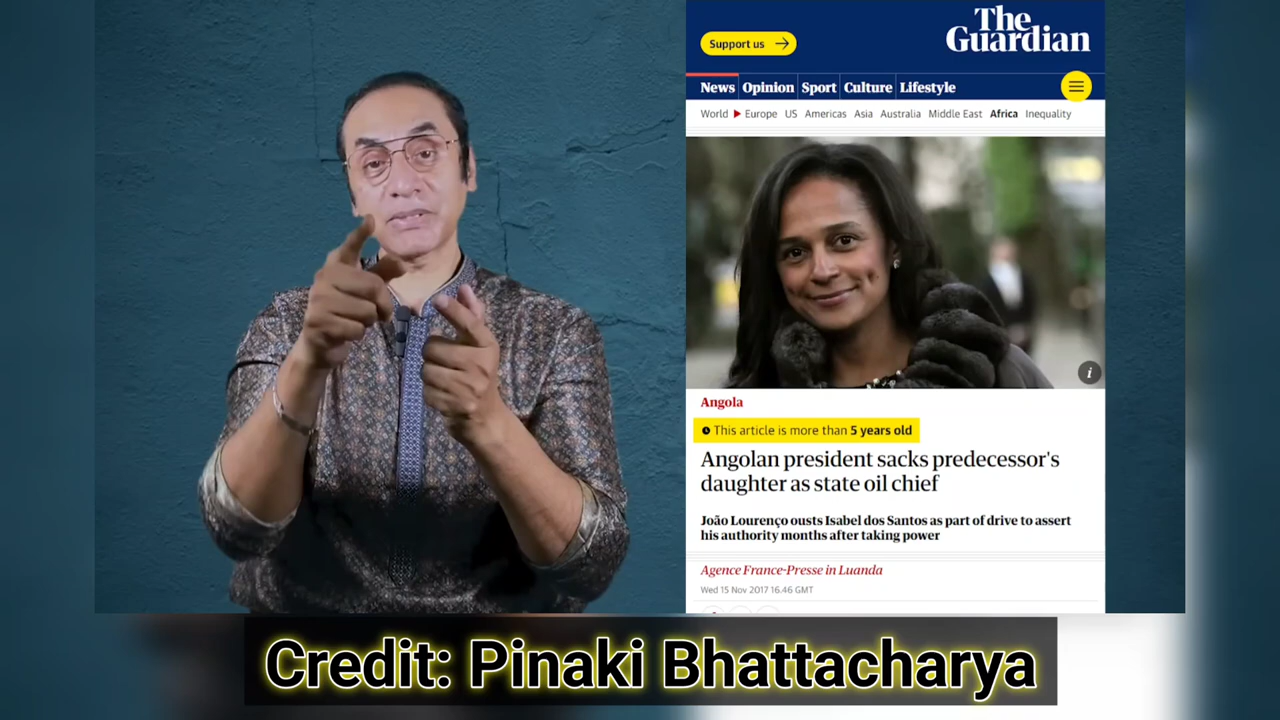 Support us
The
Guardian
News Opinion Sport Culture Lifestyle
World Europe US Americas Asia Australia Middle East Africa Inequality
i
Angola
This article is more than 5 years old
Angolan president sacks predecessor's
daughter as state oil chief
João Lourenço ousts Isabel dos Santos as part of drive to assert
his authority months after taking power
Agence France-Presse in Luanda
Wed 15 Nov 2017 16.46 GMT
Credit: Pinaki Bhattacharya